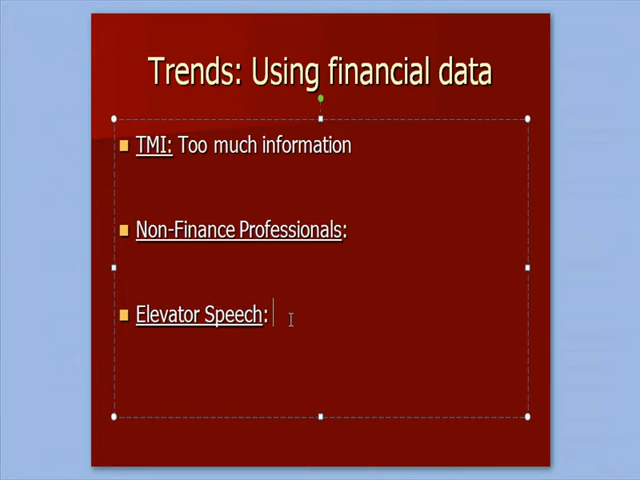 Trends: Using financial data
TMI: Too much information
Non-Finance Professionals:
Elevator Speech: